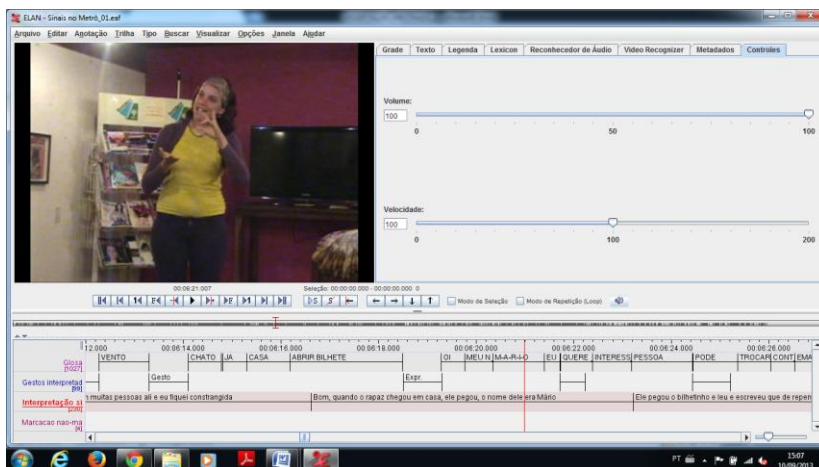 ELAN - Sinais no Metrô_01.eaf
Arquivo Editar Anotação Trilha Tipo Buscar Visualizar Opções Janela Ajudar
Grade Texto Legenda Lexicon Reconhecedor de Áudio Video Recognizer Metadados Controles
Volume:
100
0 50 100
Velocidade:
100
0 100 200
00:06:21.007 Seleção: 00:00:00.000 - 00:00:00.000 0
Modo de Seleção Modo de Repetição (Loop)
12.000 00:06:14.000 00:06:16.000 00:06:18.000 00:06:20.000 00:06:22.000 00:06:24.000 00:06:26.000
Glosa VENTO CHATO JA CASA ABRIR BILHETE OI MEU N M-A-R-I-O EU QUERE INTERESS PESSOA PODE TROCAR CONT EMA
[1027]
Gestos interpretad Gesto Expr.
Interpretação si muitas pessoas ali e eu fiquei constrangida Bom, quando o rapaz chegou em casa, ele pegou, o nome dele era Mário Ele pegou o bilhetinho e leu e escreveu que de repen
Marcacao nao-ma
PT 15:07
10/09/2013